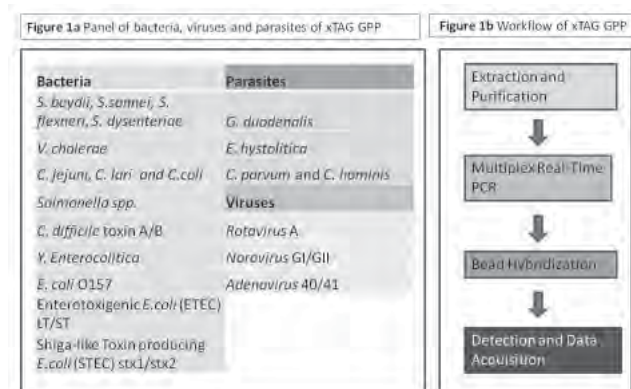 Figure 1a Panel of bacteria, viruses and parasites of xTAG GPP
Bacteria
S. boydii, S.sonnei, S.
flexneri, S. dysenteriae
V. cholerae
C. jejuni, C. lari and C.coli
Salmonella spp.
C. difficile toxin A/B
Y. Enterocolitica
E. coli O157
Enterotoxigenic E.coli (ETEC)
LT/ST
Shiga-like Toxin producing
E.coli (STEC) stx1/stx2
Parasites
G. duodenalis
E. hystolitica
C. parvum and C. hominis
Viruses
Rotavirus A
Norovirus GI/GII
Adenovirus 40/41
Figure 1b Workflow of xTAG GPP
Extraction and
Purification
Multiplex Real-Time
PCR
Bead Hybridization
Detection and Data
Acquisition